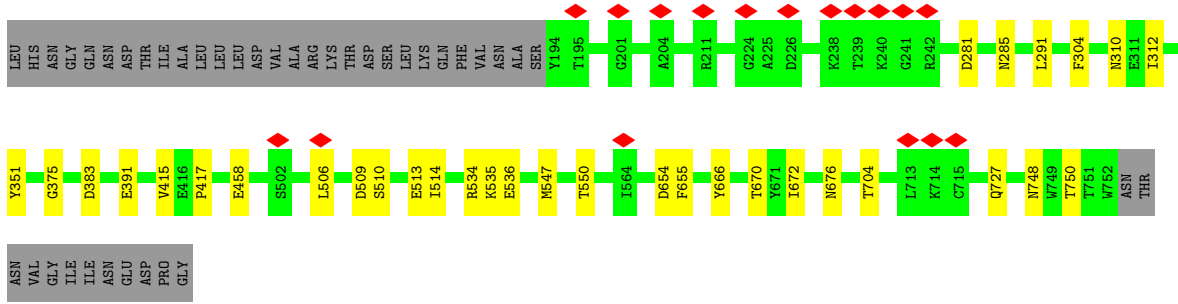 LEU HIS ASN GLY GLN ASN ASP THR ILE ALA LEU LEU LEU ASP VAL ALA ARG LYS THR ASP SER LEU LYS GLN PHE VAL ASN ALA SER Y194 T195 G201 A204 R211 G224 A225 D226 K238 T239 K240 G241 R242 D281 N285 L291 F304 N310 E311 I312
Y351 G375 D383 E391 V415 E416 P417 E458 S502 L506 D509 S510 E513 I514 R534 K535 E536 M547 T550 I564 D654 F655 Y666 T670 Y671 I672 N676 T704 L713 K714 C715 Q727 N748 W749 T750 T751 W752 ASN THR
ASN VAL GLY ILE ILE ASN GLU ASP PRO GLY